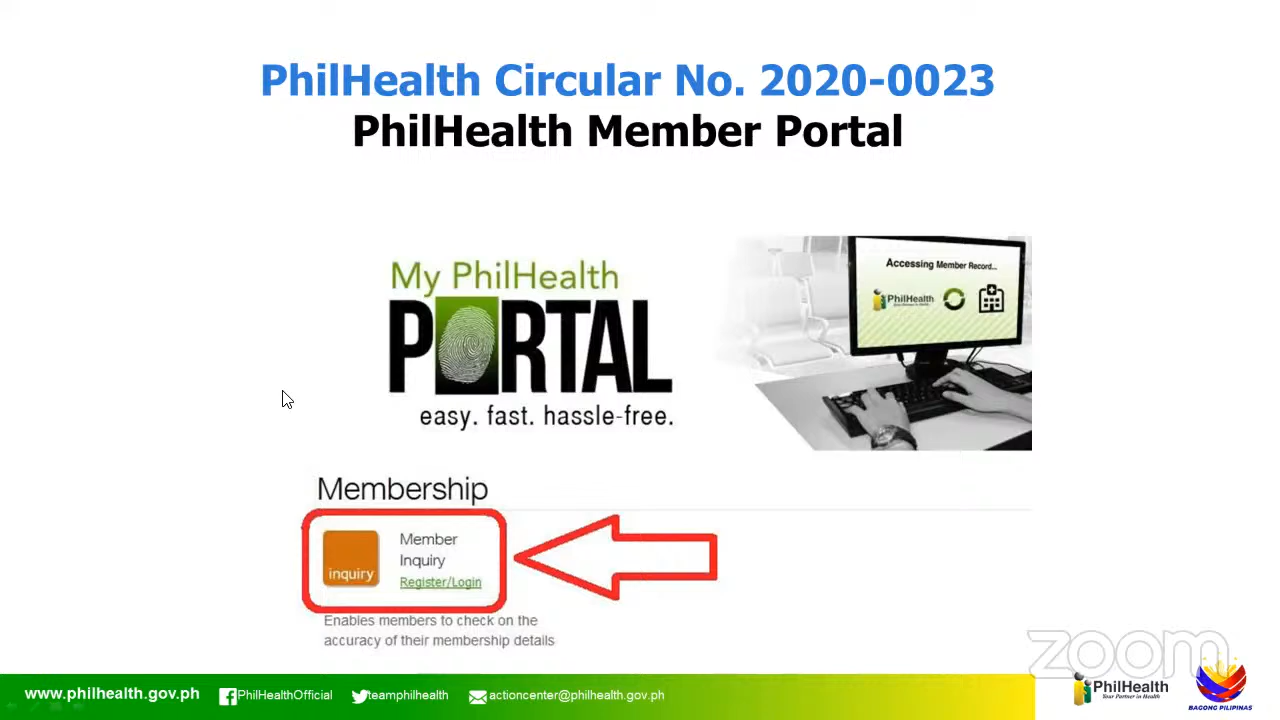 PhilHealth Circular No. 2020-0023
PhilHealth Member Portal
My PhilHealth
PORTAL
easy. fast. hassle-free.
Accessing Member Record...
PhilHealth
Membership
inquiry
Member
Inquiry
Register/Login
Enables members to check on the
accuracy of their membership details
zoom
www.philhealth.gov.ph
PhilHealthOfficial
teamphilhealth
actioncenter@philhealth.gov.ph
PhilHealth
Your Partner in Health
BAGONG PILIPINAS